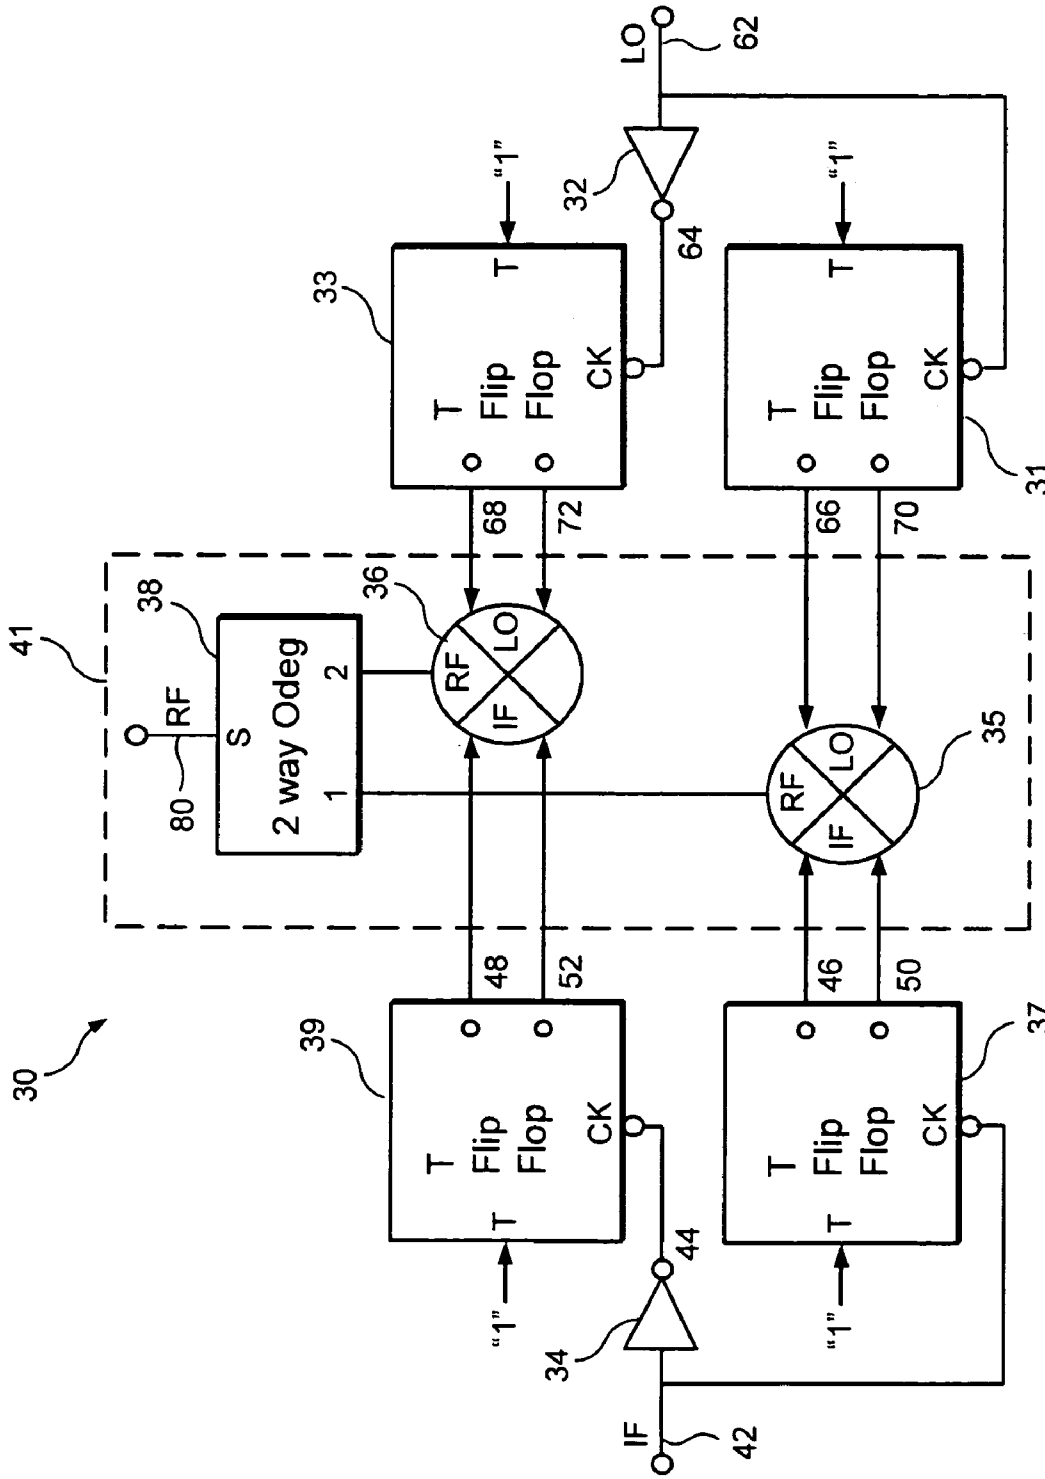 30
41
38
RF
80
S
2 way Odeg
1 2
39
33
36
T
Flip
Flop
T
CK
"1"
48
52
RF
IF
LO
68
72
T
Flip
Flop
T
CK
"1"
34
44
IF
42
32
64
LO
62
T
Flip
Flop
T
CK
"1"
37
46
50
RF
IF
LO
35
66
70
T
Flip
Flop
T
CK
"1"
31